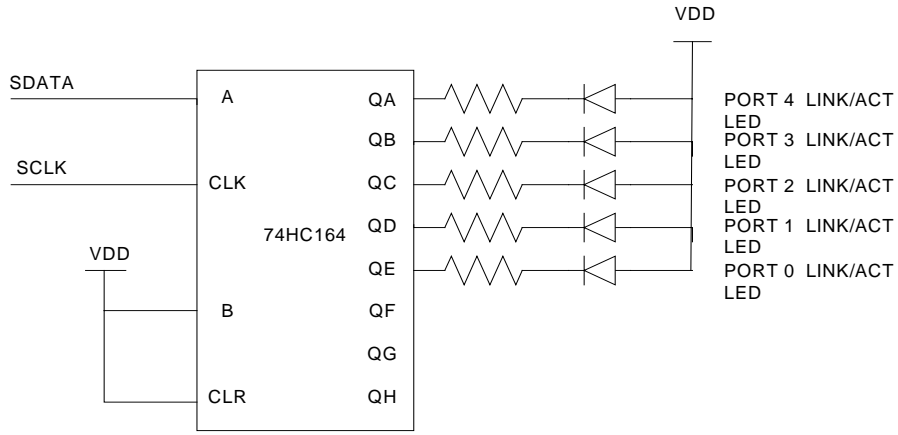 VDD
SDATA
A
QA
PORT 4 LINK/ACT
LED
QB
PORT 3 LINK/ACT
LED
SCLK
CLK
QC
PORT 2 LINK/ACT
LED
74HC164
QD
PORT 1 LINK/ACT
LED
VDD
QE
PORT 0 LINK/ACT
LED
B
QF
QG
CLR
QH